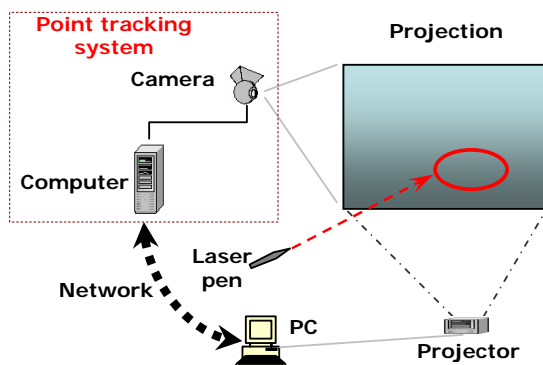 Point tracking
system
Projection
Camera
Computer
Laser
pen
Network
PC
Projector